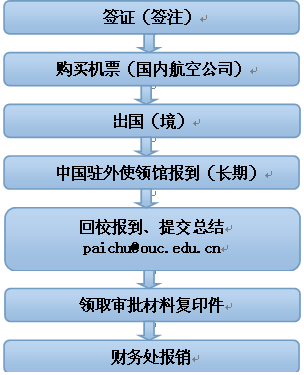 签证（签注）
购买机票（国内航空公司）
出国（境）
中国驻外使领馆报到（长期）
回校报到、提交总结
paichu@ouc.edu.cn
领取审批材料复印件
财务处报销